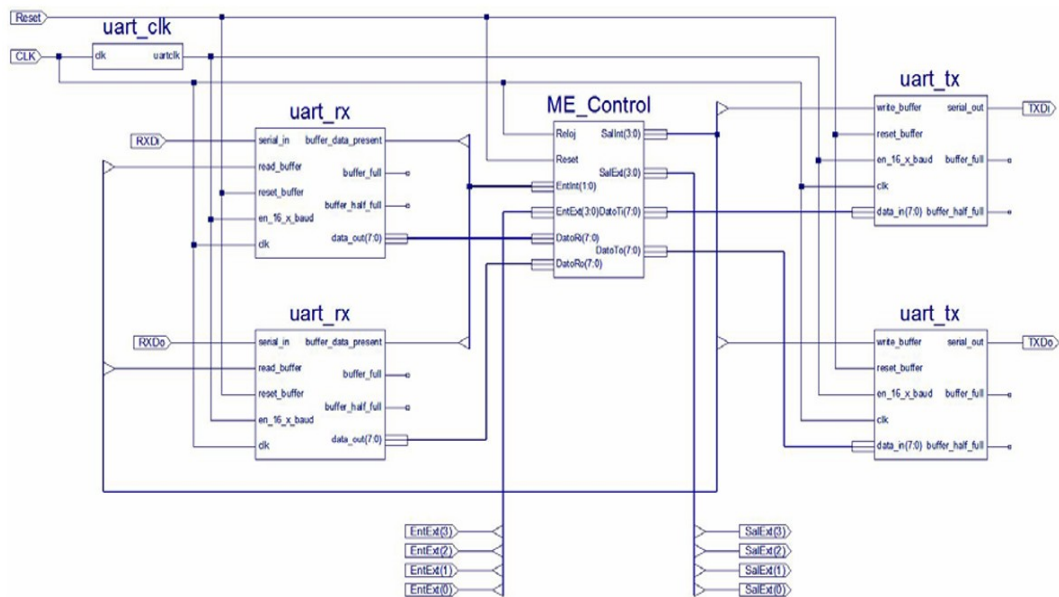 Reset
uart_clk
CLK
clk uartclk
uart_rx
RXDi
serial_in buffer_data_present
read_buffer
buffer_full
reset_buffer
buffer_half_full
en_16_x_baud
data_out(7:0)
clk
uart_rx
RXDo
serial_in buffer_data_present
read_buffer
buffer_full
reset_buffer
buffer_half_full
en_16_x_baud
data_out(7:0)
clk
ME_Control
Reloj SalInt(3:0)
Reset
SalExt(3:0)
EntInt(1:0)
EntExt(3:0) DatoTi(7:0)
DatoRi(7:0)
DatoTo(7:0)
DatoRo(7:0)
uart_tx
write_buffer serial_out
TXDi
reset_buffer
en_16_x_baud buffer_full
clk
data_in(7:0) buffer_half_full
uart_tx
write_buffer serial_out
TXDo
reset_buffer
en_16_x_baud buffer_full
clk
data_in(7:0) buffer_half_full
EntExt(3)
EntExt(2)
EntExt(1)
EntExt(0)
SalExt(3)
SalExt(2)
SalExt(1)
SalExt(0)